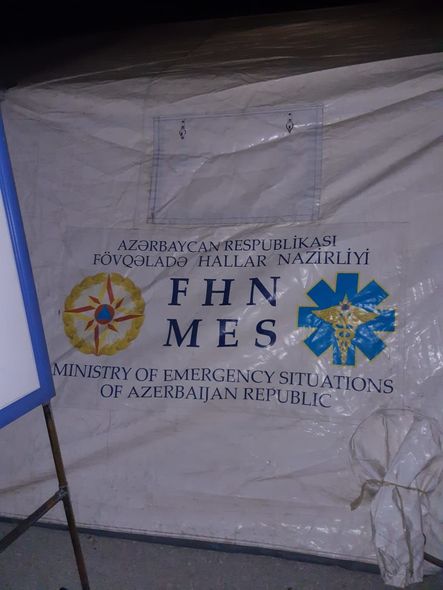 AZƏRBAYCAN RESPUBLİKASI
FÖVQƏLADƏ HALLAR NAZİRLİYİ
FHN
MES
MINISTRY OF EMERGENCY SITUATIONS
OF AZERBAIJAN REPUBLIC